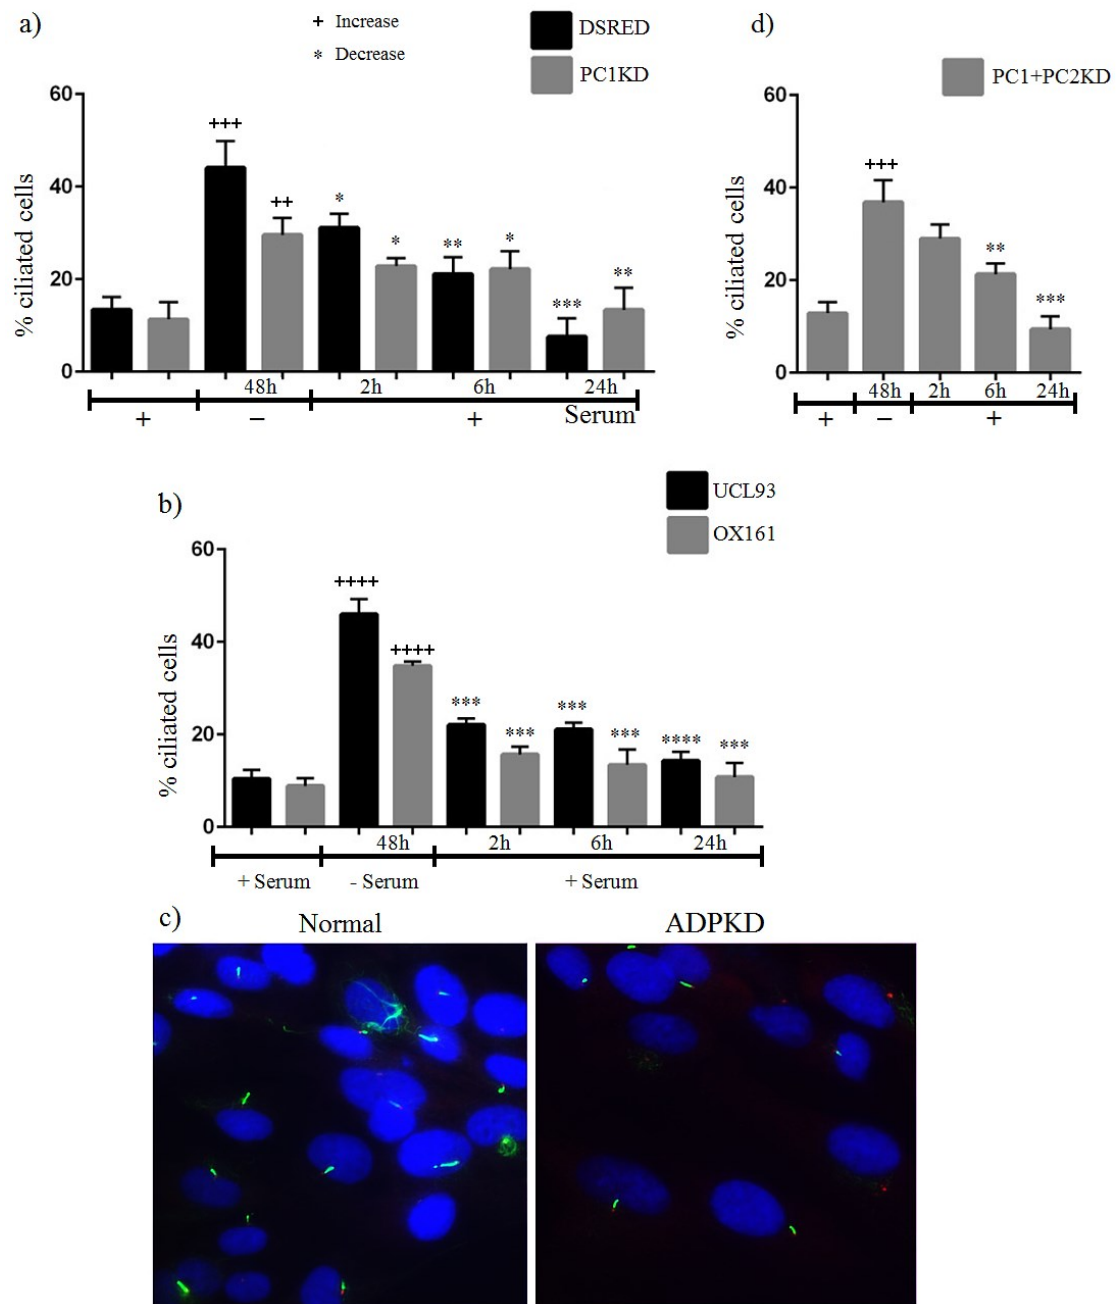 a)
+ Increase
* Decrease
DSRED
PC1KD
% ciliated cells
60
40
20
0
+++
++
*
*
**
*
***
**
48h 2h 6h 24h
+ − + Serum
d)
PC1+PC2KD
% ciliated cells
60
40
20
0
+++
**
***
48h 2h 6h 24h
+ − +
b)
UCL93
OX161
% ciliated cells
60
40
20
0
++++
++++
***
***
***
***
****
***
48h 2h 6h 24h
+ Serum - Serum + Serum
c)
Normal ADPKD